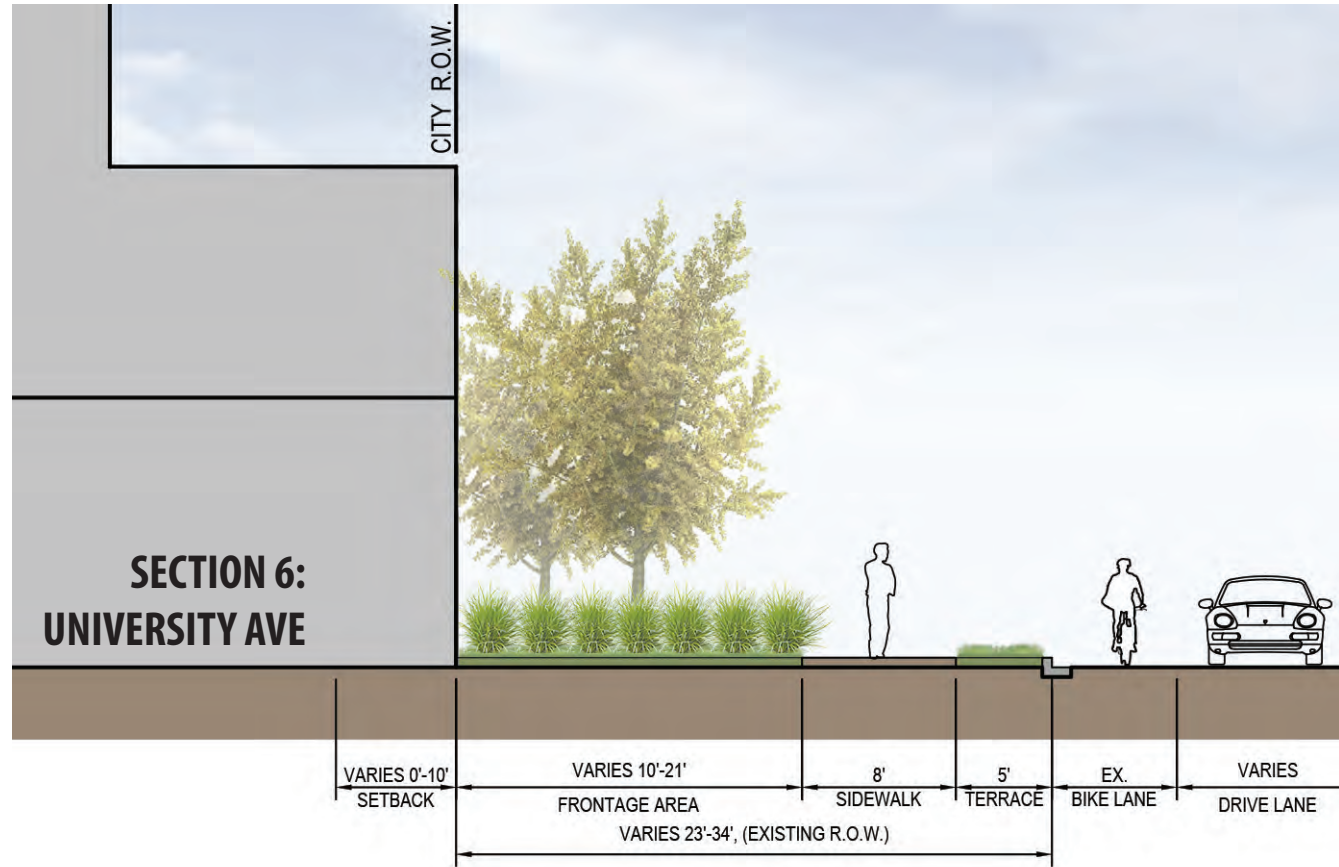 CITY R.O.W.
SECTION 6:
UNIVERSITY AVE
VARIES 0'-10'
SETBACK
VARIES 10'-21'
FRONTAGE AREA
8'
SIDEWALK
5'
TERRACE
EX.
BIKE LANE
VARIES
DRIVE LANE
VARIES 23'-34', (EXISTING R.O.W.)